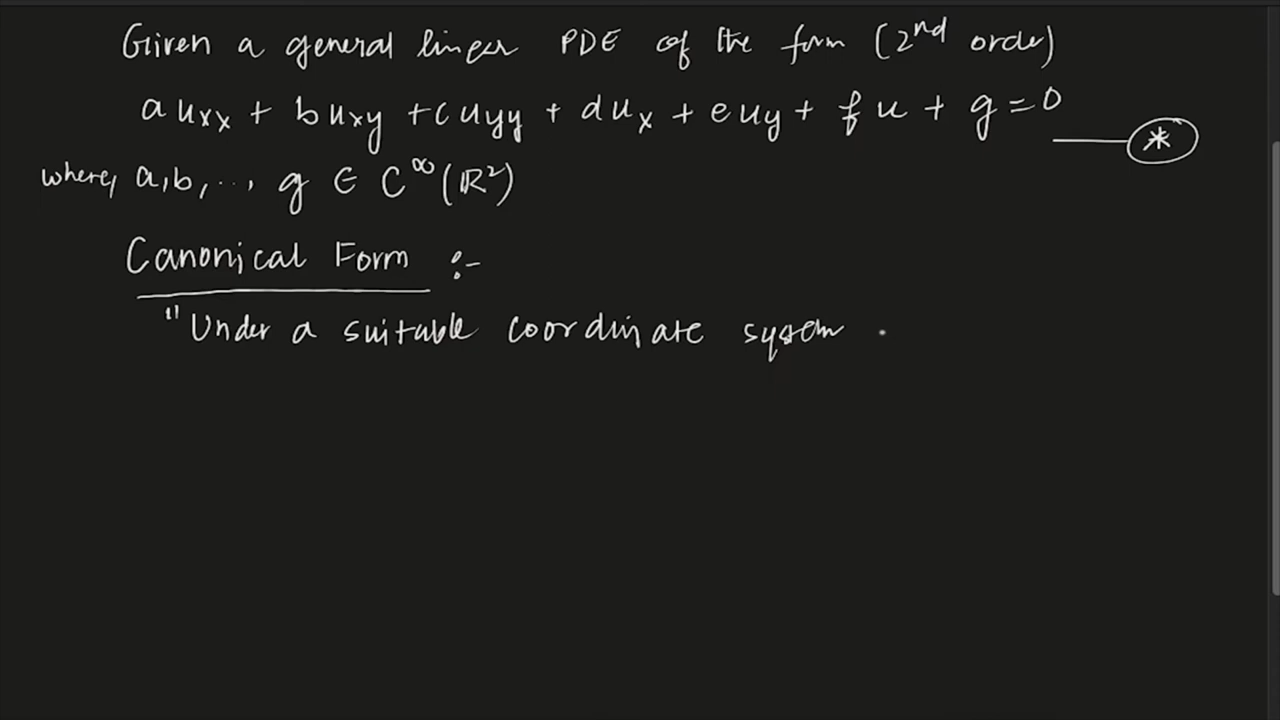 Given a general linear PDE of the form (2nd order)
a uxx + b uxy + c uyy + d ux + e uy + f u + g = 0
*
where, a, b, ..., g ∈ C^∞(ℝ²)
Canonical Form :-
"Under a suitable coordinate system